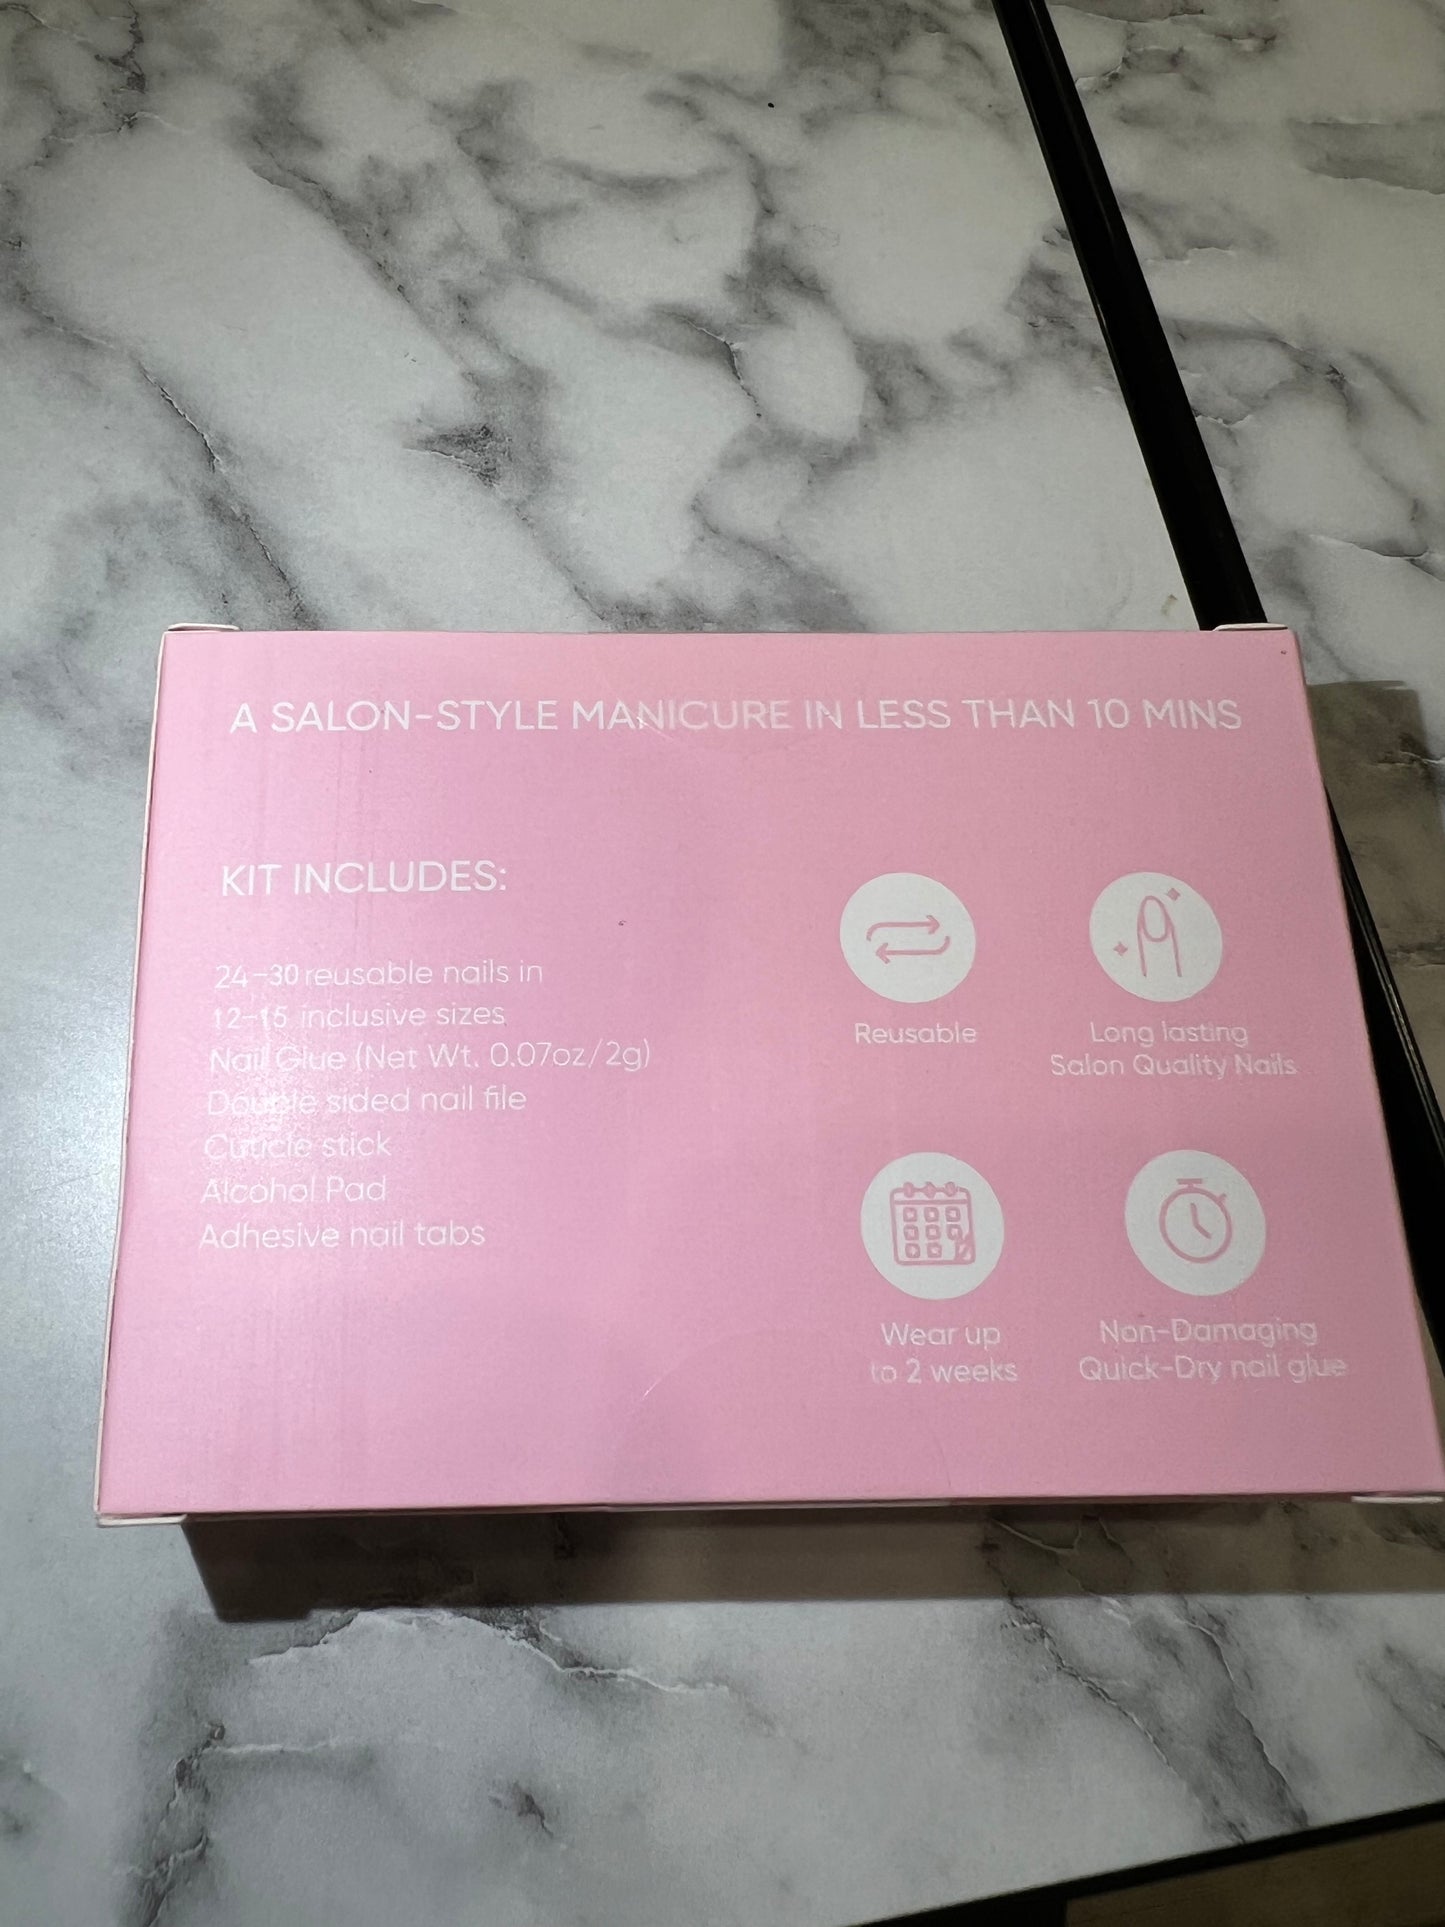 A SALON-STYLE MANICURE IN LESS THAN 10 MINS
KIT INCLUDES:
24-30 reusable nails in
12-15 inclusive sizes
Nail Glue (Net Wt. 0.07oz/2g)
Double sided nail file
Cuticle stick
Alcohol Pad
Adhesive nail tabs
Reusable
Long lasting
Salon Quality Nails
Wear up
to 2 weeks
Non-Damaging
Quick-Dry nail glue